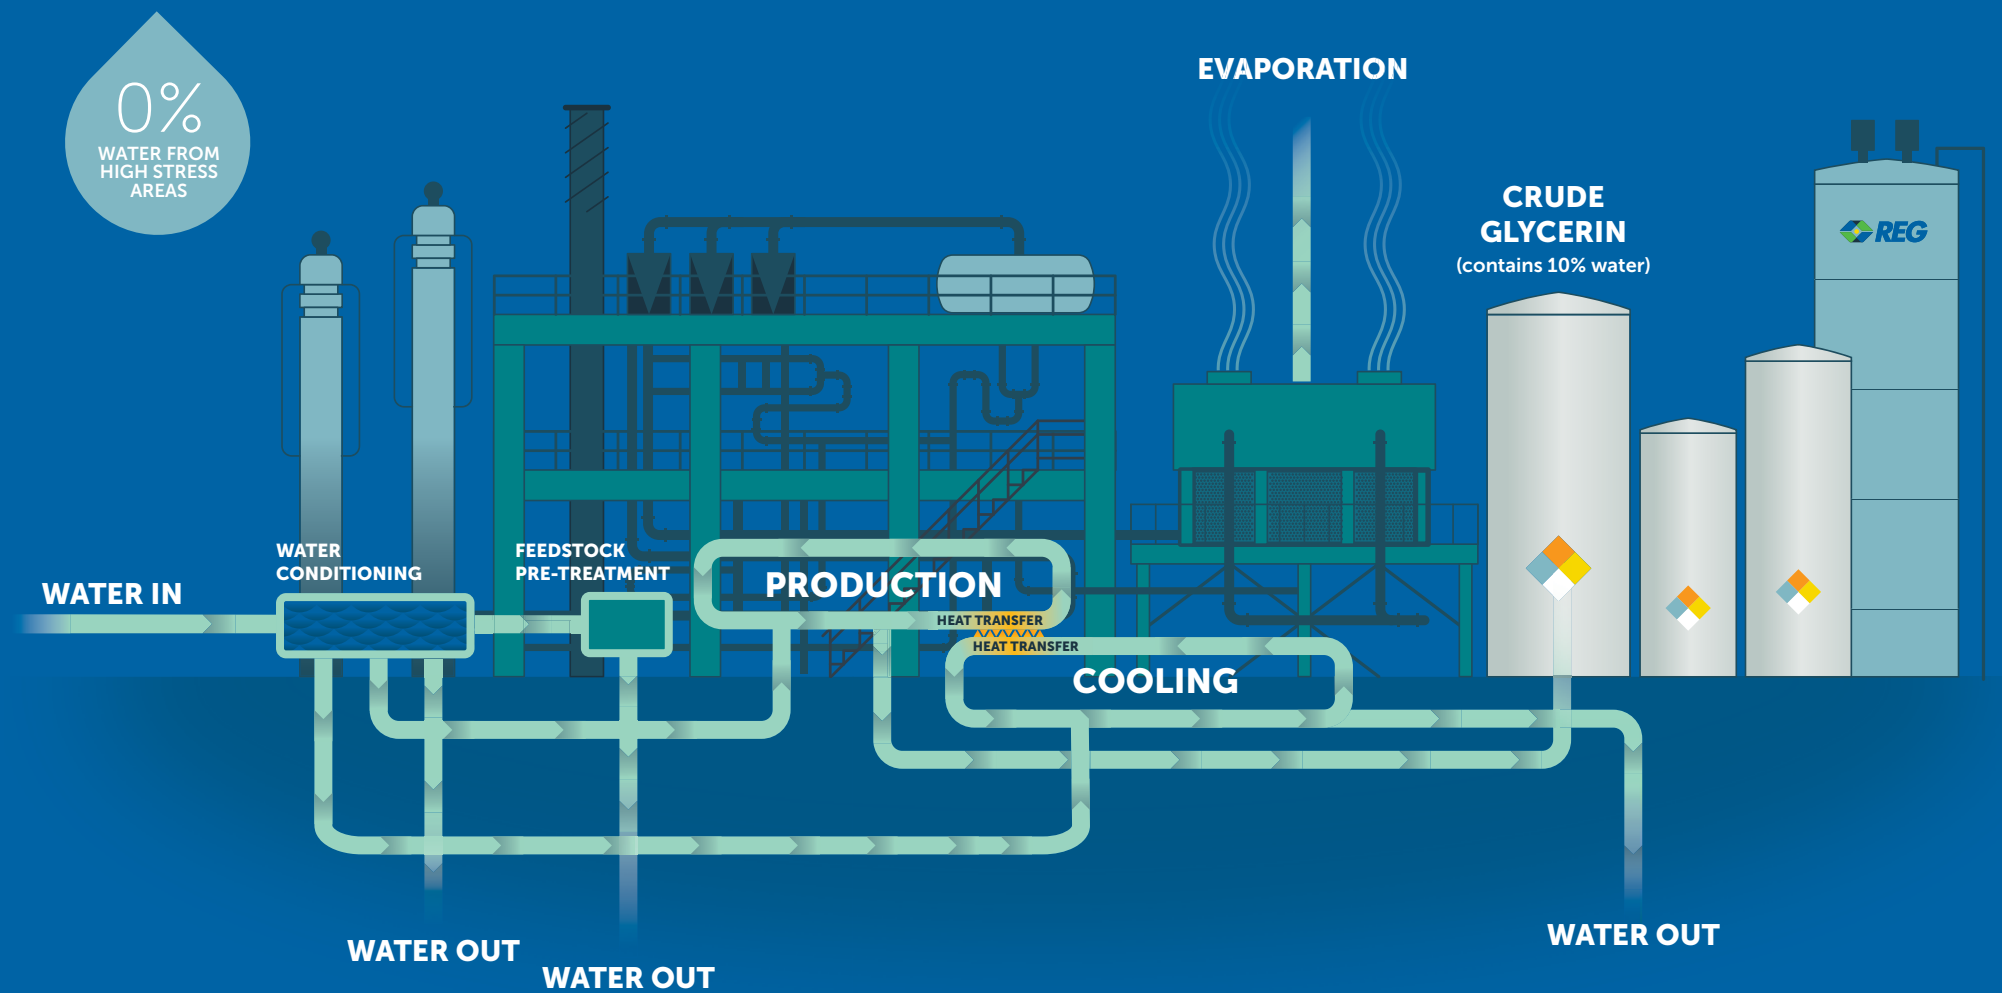 0%
WATER FROM
HIGH STRESS
AREAS
EVAPORATION
CRUDE
GLYCERIN
(contains 10% water)
REG
WATER
CONDITIONING
FEEDSTOCK
PRE-TREATMENT
WATER IN
PRODUCTION
HEAT TRANSFER
HEAT TRANSFER
COOLING
WATER OUT
WATER OUT
WATER OUT